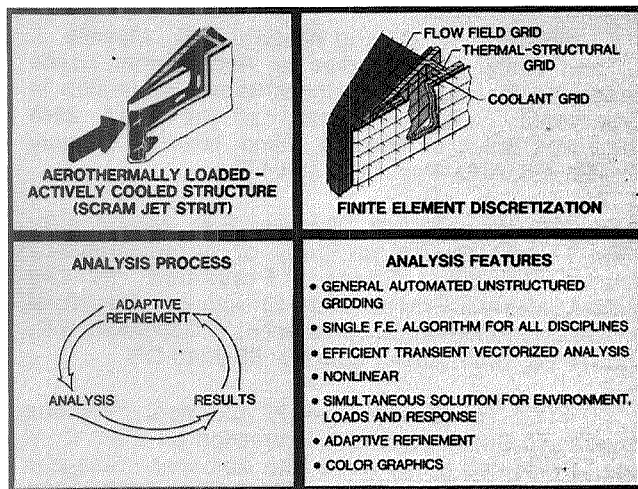 AEROTHERMALLY LOADED -
ACTIVELY COOLED STRUCTURE
(SCRAM JET STRUT)
FLOW FIELD GRID
THERMAL-STRUCTURAL
GRID
COOLANT GRID
FINITE ELEMENT DISCRETIZATION
ANALYSIS PROCESS
ADAPTIVE
REFINEMENT
ANALYSIS
RESULTS
ANALYSIS FEATURES
• GENERAL AUTOMATED UNSTRUCTURED
GRIDDING
• SINGLE F.E. ALGORITHM FOR ALL DISCIPLINES
• EFFICIENT TRANSIENT VECTORIZED ANALYSIS
• NONLINEAR
• SIMULTANEOUS SOLUTION FOR ENVIRONMENT,
LOADS AND RESPONSE
• ADAPTIVE REFINEMENT
• COLOR GRAPHICS